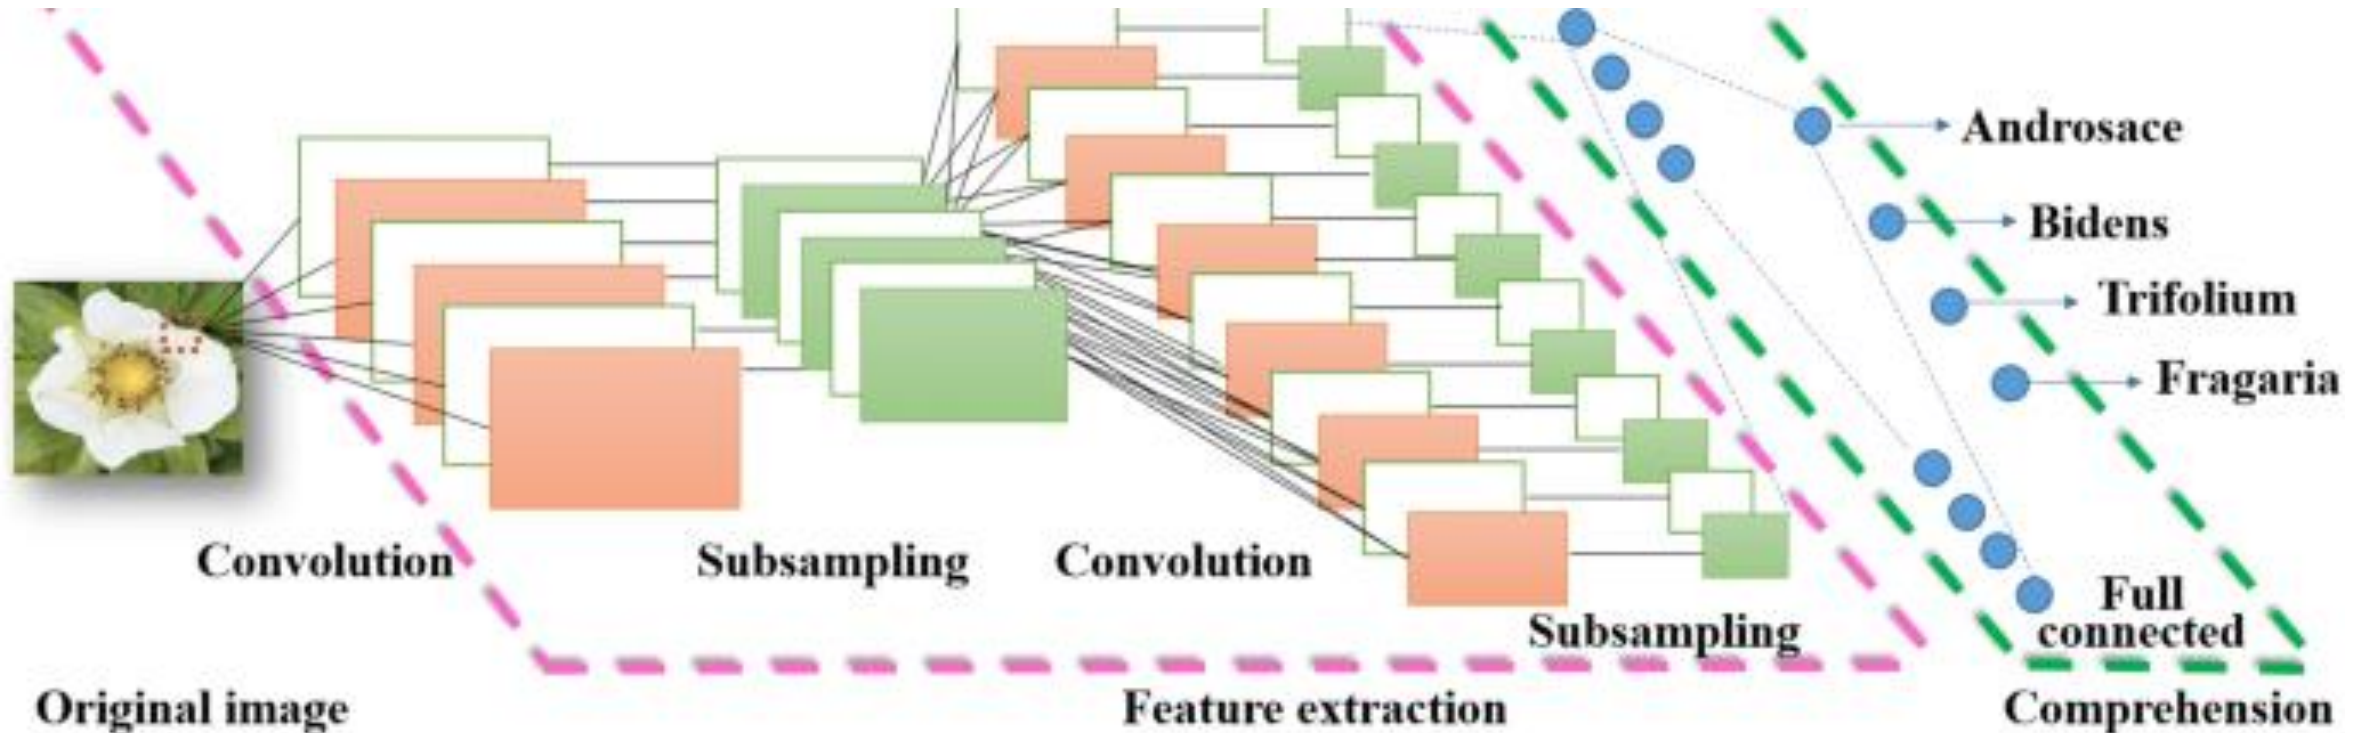 Androsace
Bidens
Trifolium
Fragaria
Convolution
Subsampling
Convolution
Subsampling
Full
connected
Original image
Feature extraction
Comprehension